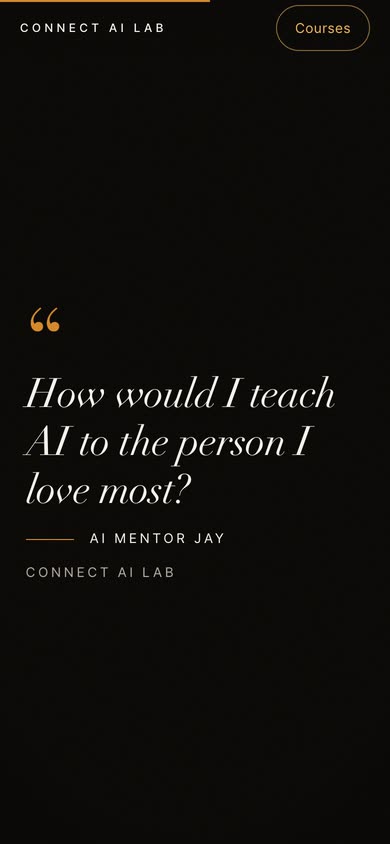 CONNECT AI LAB
Courses
“
How would I teach
AI to the person I
love most?
AI MENTOR JAY
CONNECT AI LAB